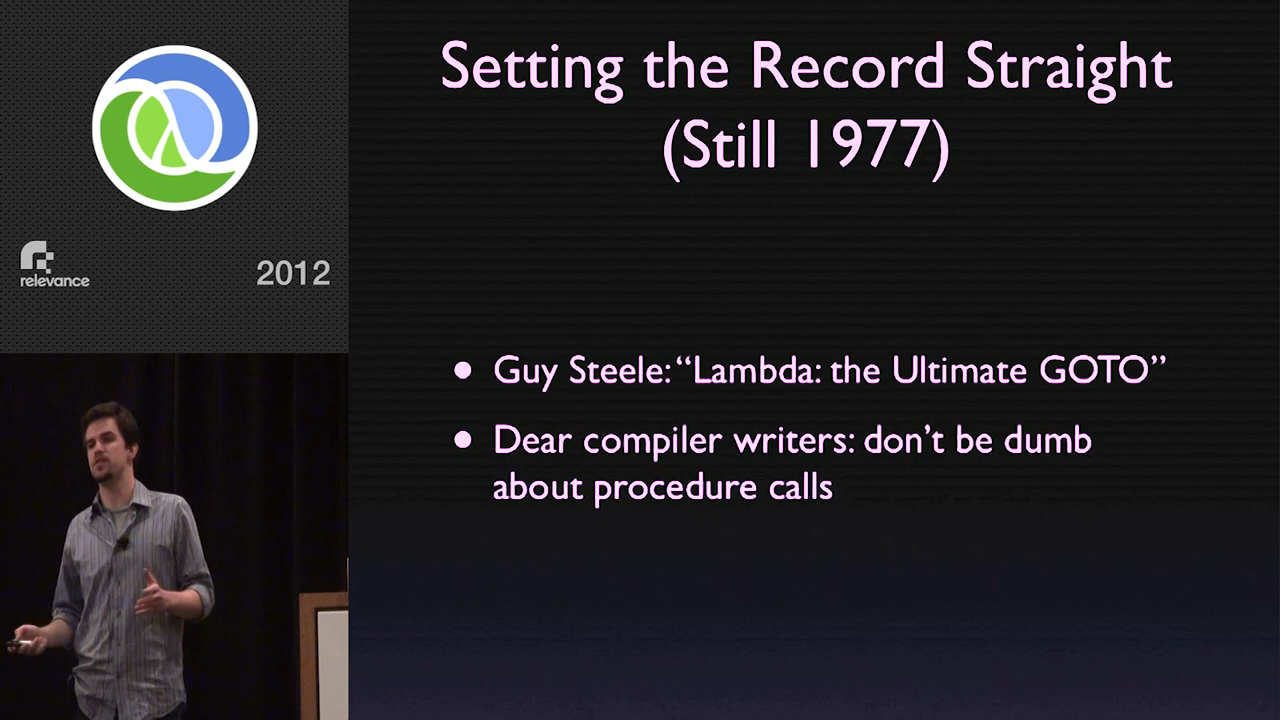 Setting the Record Straight
(Still 1977)
relevance
2012
• Guy Steele: “Lambda: the Ultimate GOTO”
• Dear compiler writers: don’t be dumb
about procedure calls